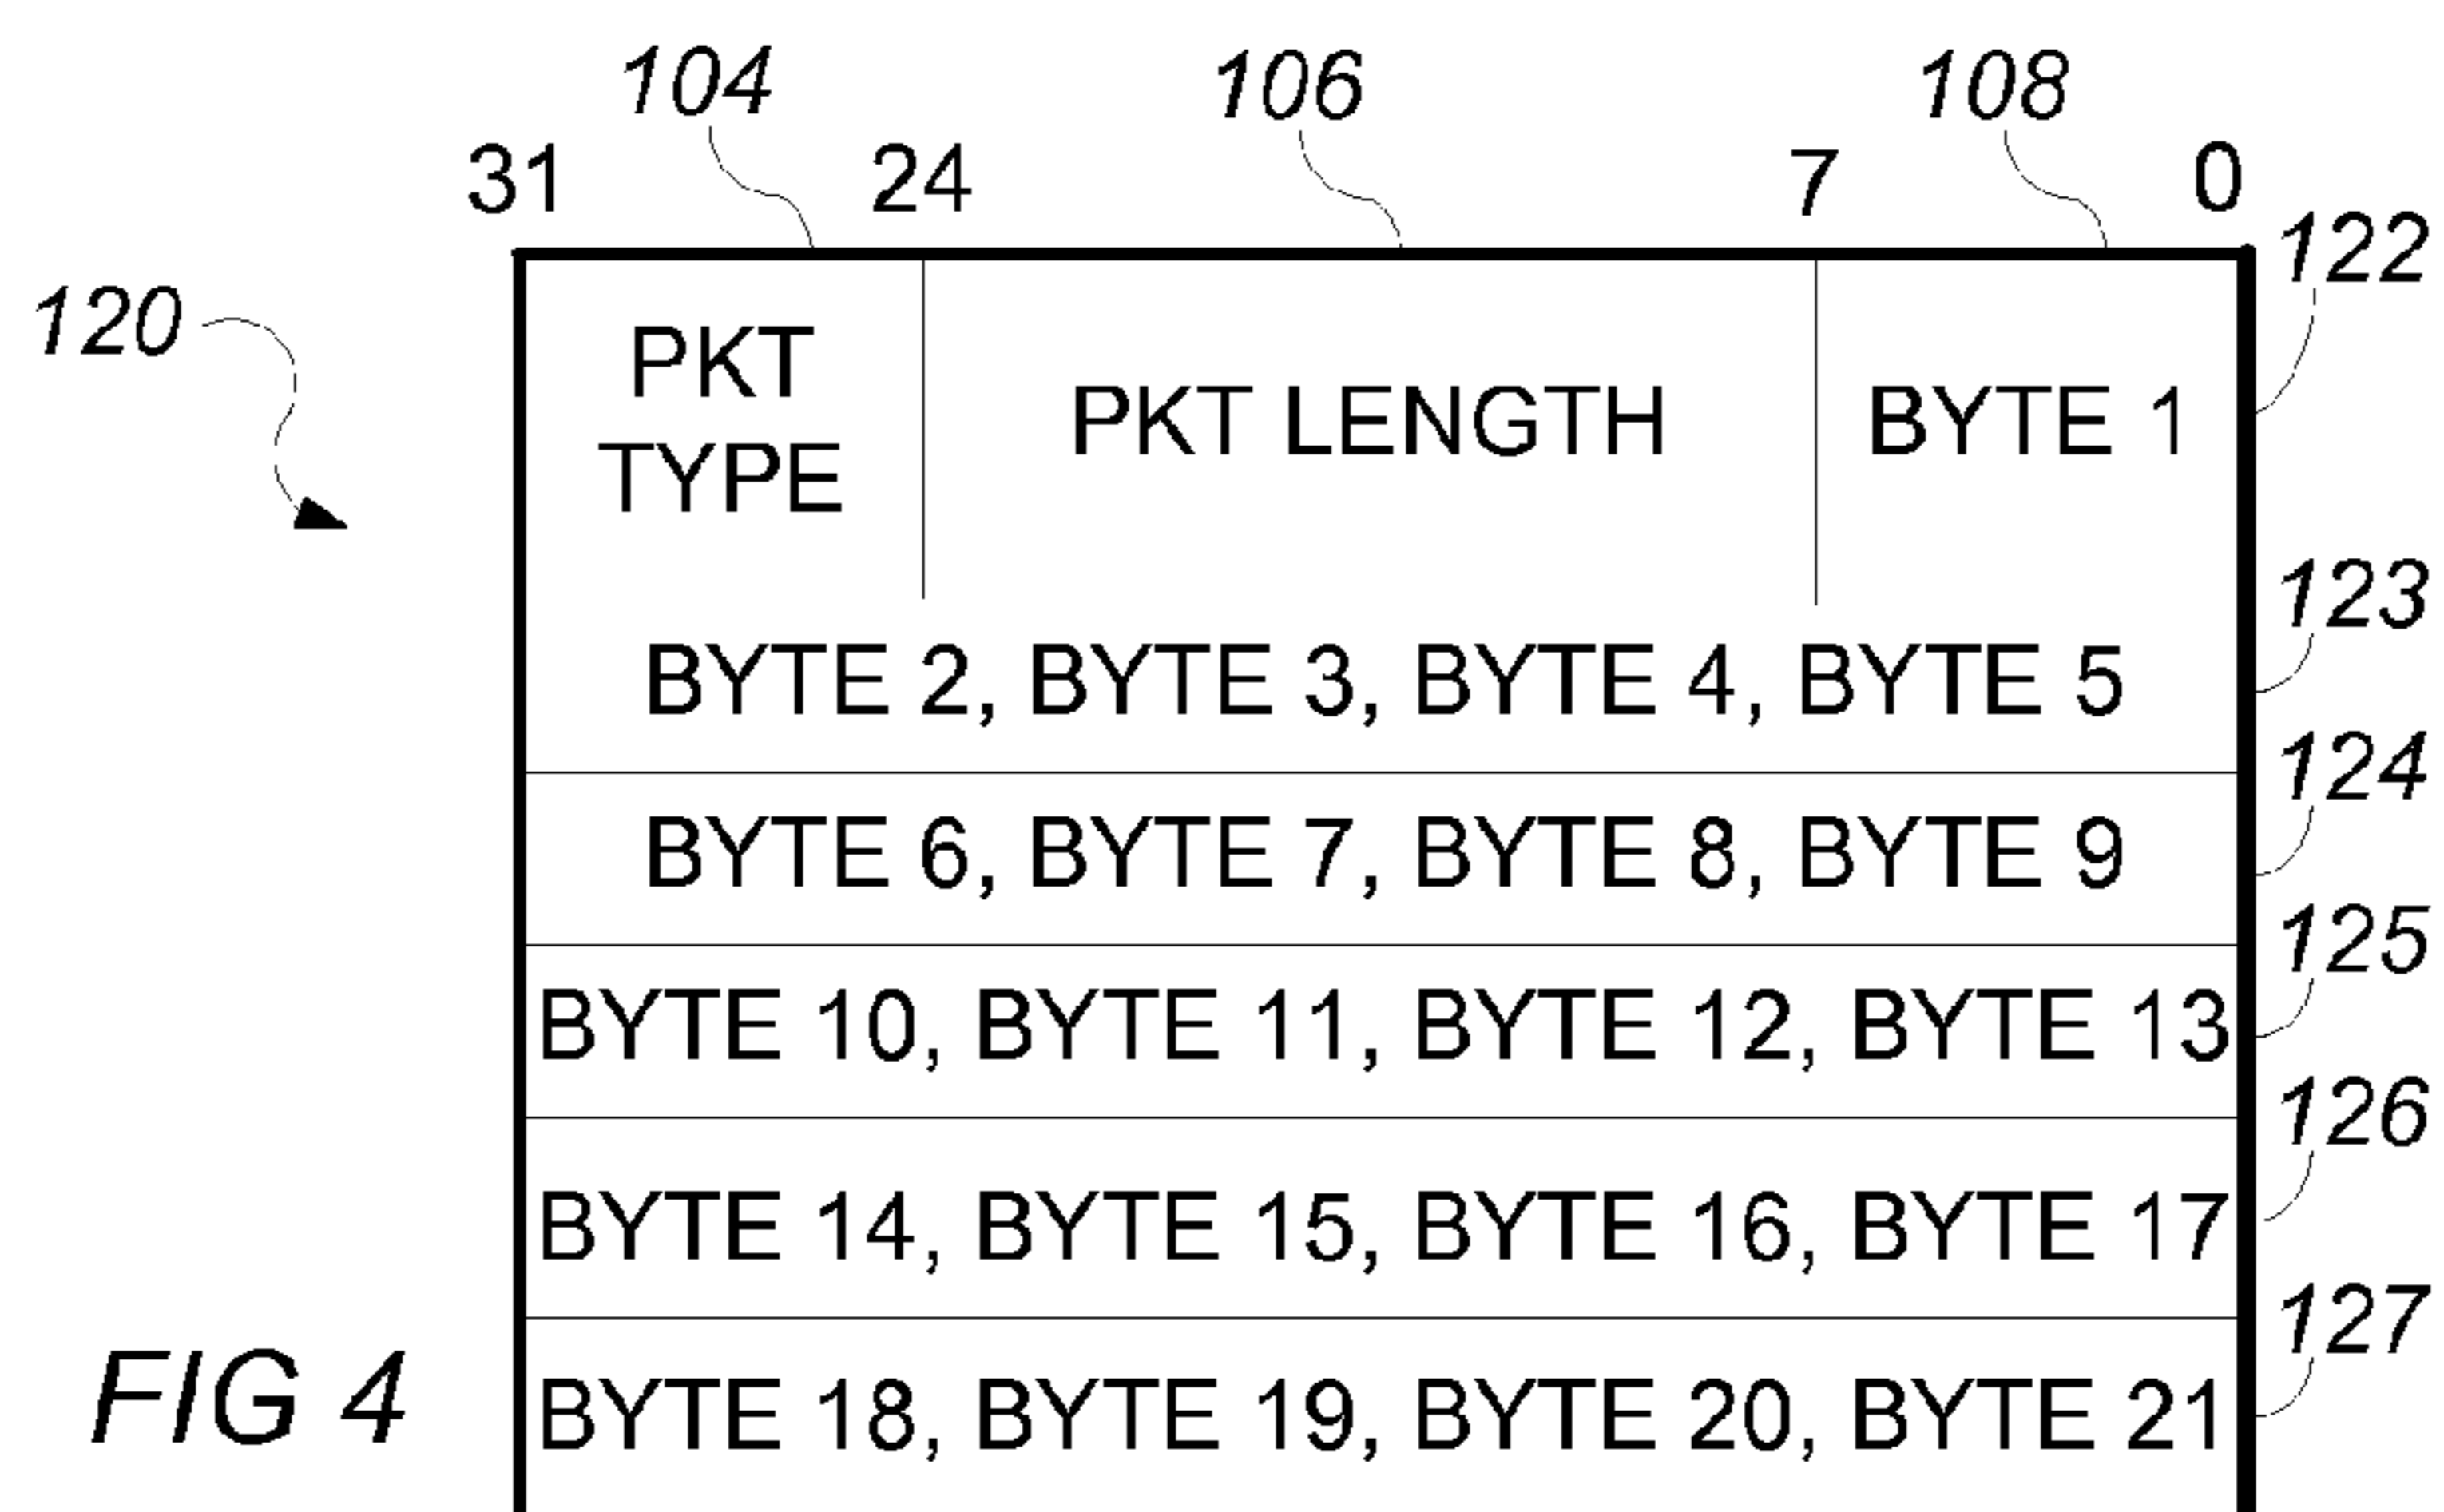 104 106 108
31 24 7 0
122
120
PKT TYPE
PKT LENGTH
BYTE 1
123
BYTE 2, BYTE 3, BYTE 4, BYTE 5
124
BYTE 6, BYTE 7, BYTE 8, BYTE 9
125
BYTE 10, BYTE 11, BYTE 12, BYTE 13
126
BYTE 14, BYTE 15, BYTE 16, BYTE 17
127
BYTE 18, BYTE 19, BYTE 20, BYTE 21
FIG 4